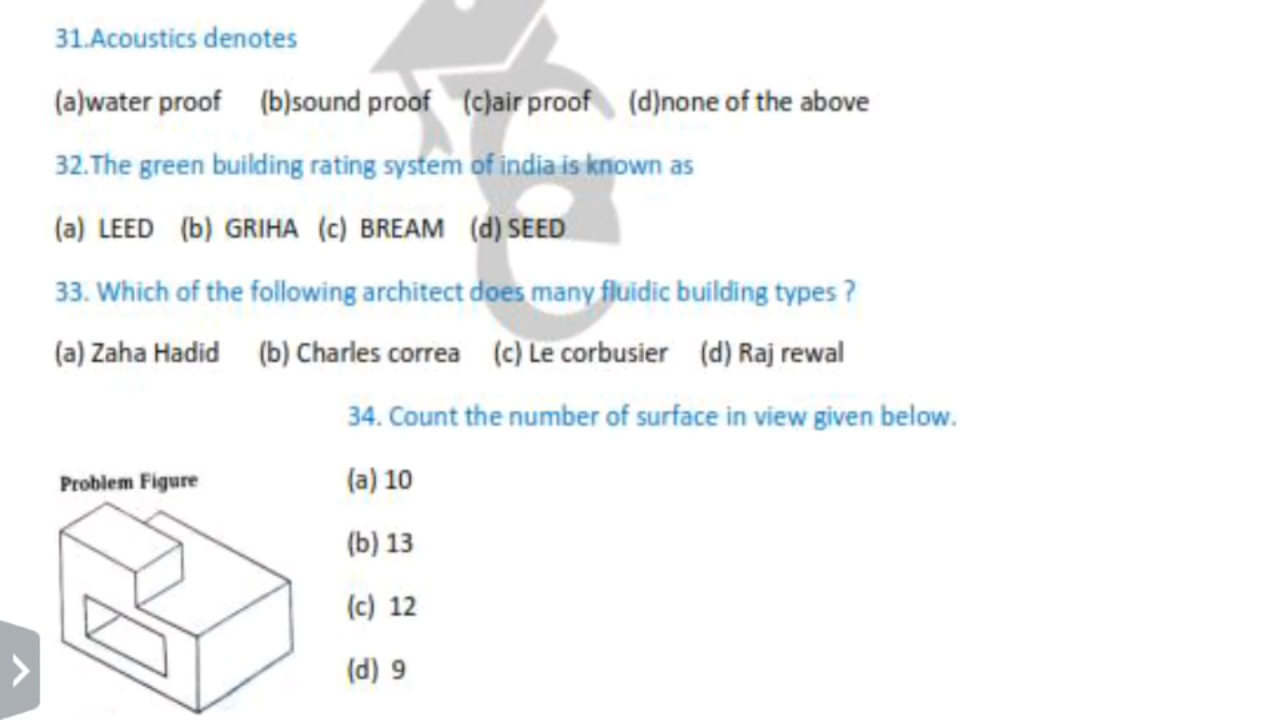 31.Acoustics denotes
(a)water proof (b)sound proof (c)air proof (d)none of the above
32.The green building rating system of india is known as
(a) LEED (b) GRIHA (c) BREAM (d) SEED
33. Which of the following architect does many fluidic building types ?
(a) Zaha Hadid (b) Charles correa (c) Le corbusier (d) Raj rewal
34. Count the number of surface in view given below.
Problem Figure
(a) 10
(b) 13
(c) 12
(d) 9